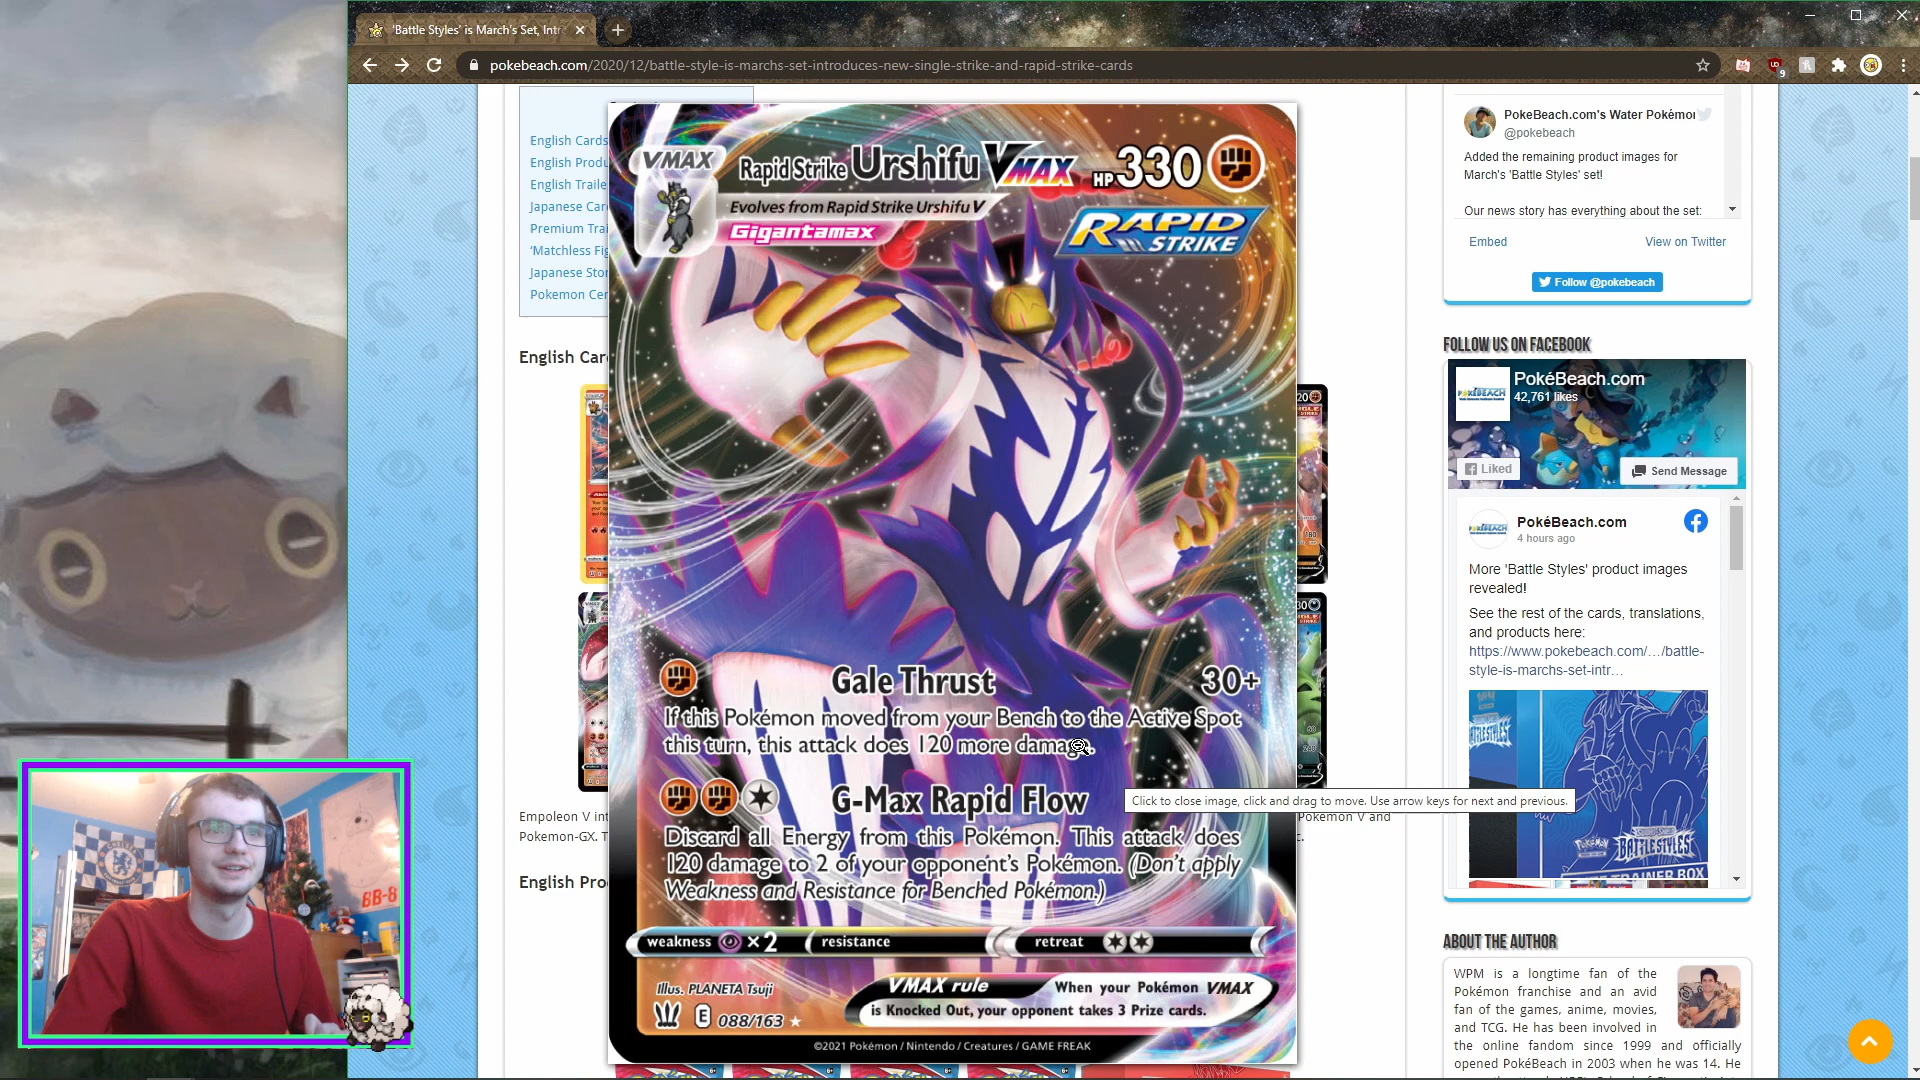 'Battle Styles' is March's Set, Intr
pokebeach.com/2020/12/battle-style-is-marchs-set-introduces-new-single-strike-and-rapid-strike-cards
9
English Cards
English Produ
English Traile
Japanese Car
Premium Trai
'Matchless Fig
Japanese Stor
Pokemon Cen
English Car
VMAX
Rapid Strike Urshifu VMAX HP 330
Evolves from Rapid Strike Urshifu V
Gigantamax
RAPID STRIKE
Gale Thrust 30+
If this Pokémon moved from your Bench to the Active Spot
this turn, this attack does 120 more damage.
G-Max Rapid Flow
Discard all Energy from this Pokémon. This attack does
120 damage to 2 of your opponent's Pokémon. (Don't apply
Weakness and Resistance for Benched Pokémon.)
weakness ×2 resistance retreat
Illus. PLANETA Tsuji
VMAX rule When your Pokémon VMAX
is Knocked Out, your opponent takes 3 Prize cards.
E 088/163
©2021 Pokémon / Nintendo / Creatures / GAME FREAK
Click to close image, click and drag to move. Use arrow keys for next and previous.
Empoleon V int
Pokemon V and
Pokemon-GX. T
English Pro
CHELSEA
BB-8
PokeBeach.com's Water Pokémon
@pokebeach
Added the remaining product images for
March's 'Battle Styles' set!
Our news story has everything about the set:
Embed View on Twitter
Follow @pokebeach
FOLLOW US ON FACEBOOK
PokéBeach.com
42,761 likes
Liked
Send Message
PokéBeach.com
4 hours ago
More 'Battle Styles' product images
revealed!
See the rest of the cards, translations,
and products here:
https://www.pokebeach.com/…/battle-
style-is-marchs-set-intr…
POKÉMON
BATTLE STYLES
TRAINER BOX
ABOUT THE AUTHOR
WPM is a longtime fan of the
Pokémon franchise and an avid
fan of the games, anime, movies,
and TCG. He has been involved in
the online fandom since 1999 and officially
opened PokéBeach in 2003 when he was 14. He